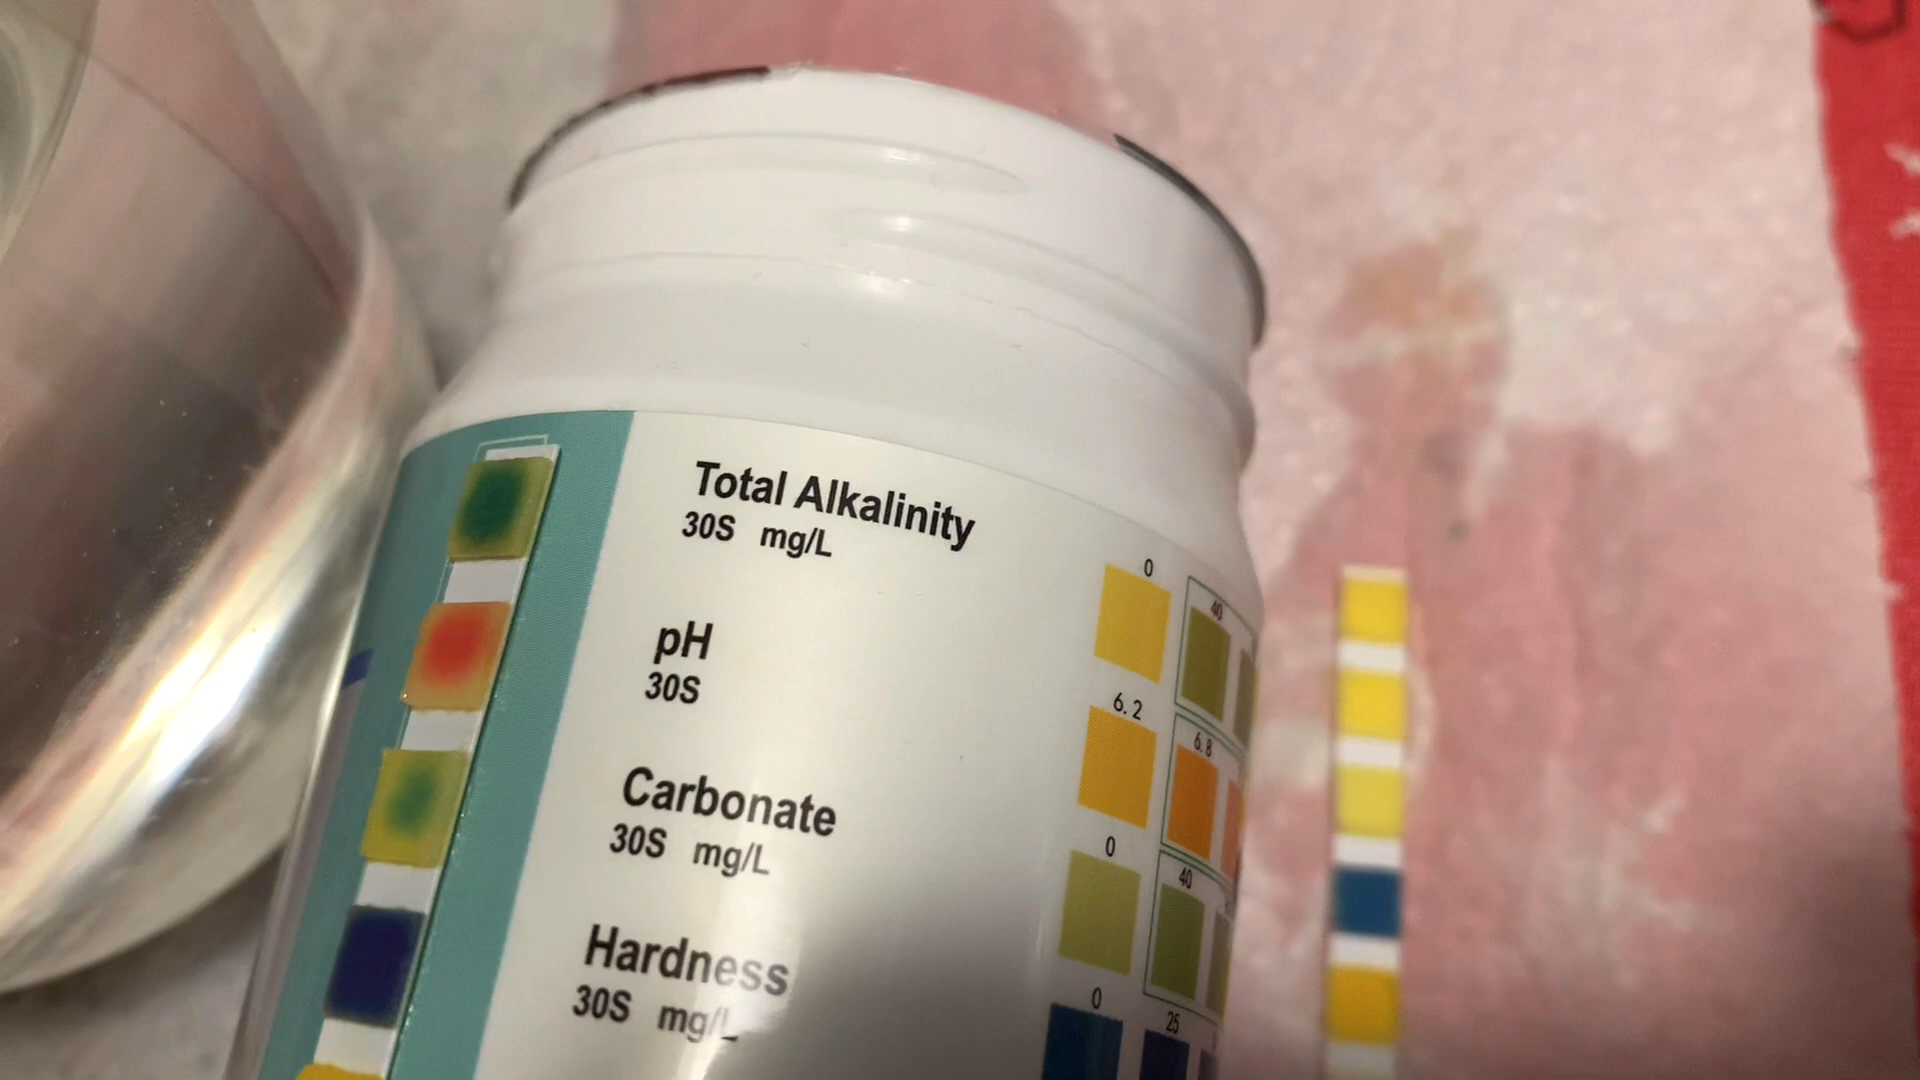 Total Alkalinity
30S mg/L
0
40
pH
30S
6.2
6.8
Carbonate
30S mg/L
0
40
Hardness
30S mg/L
0
25